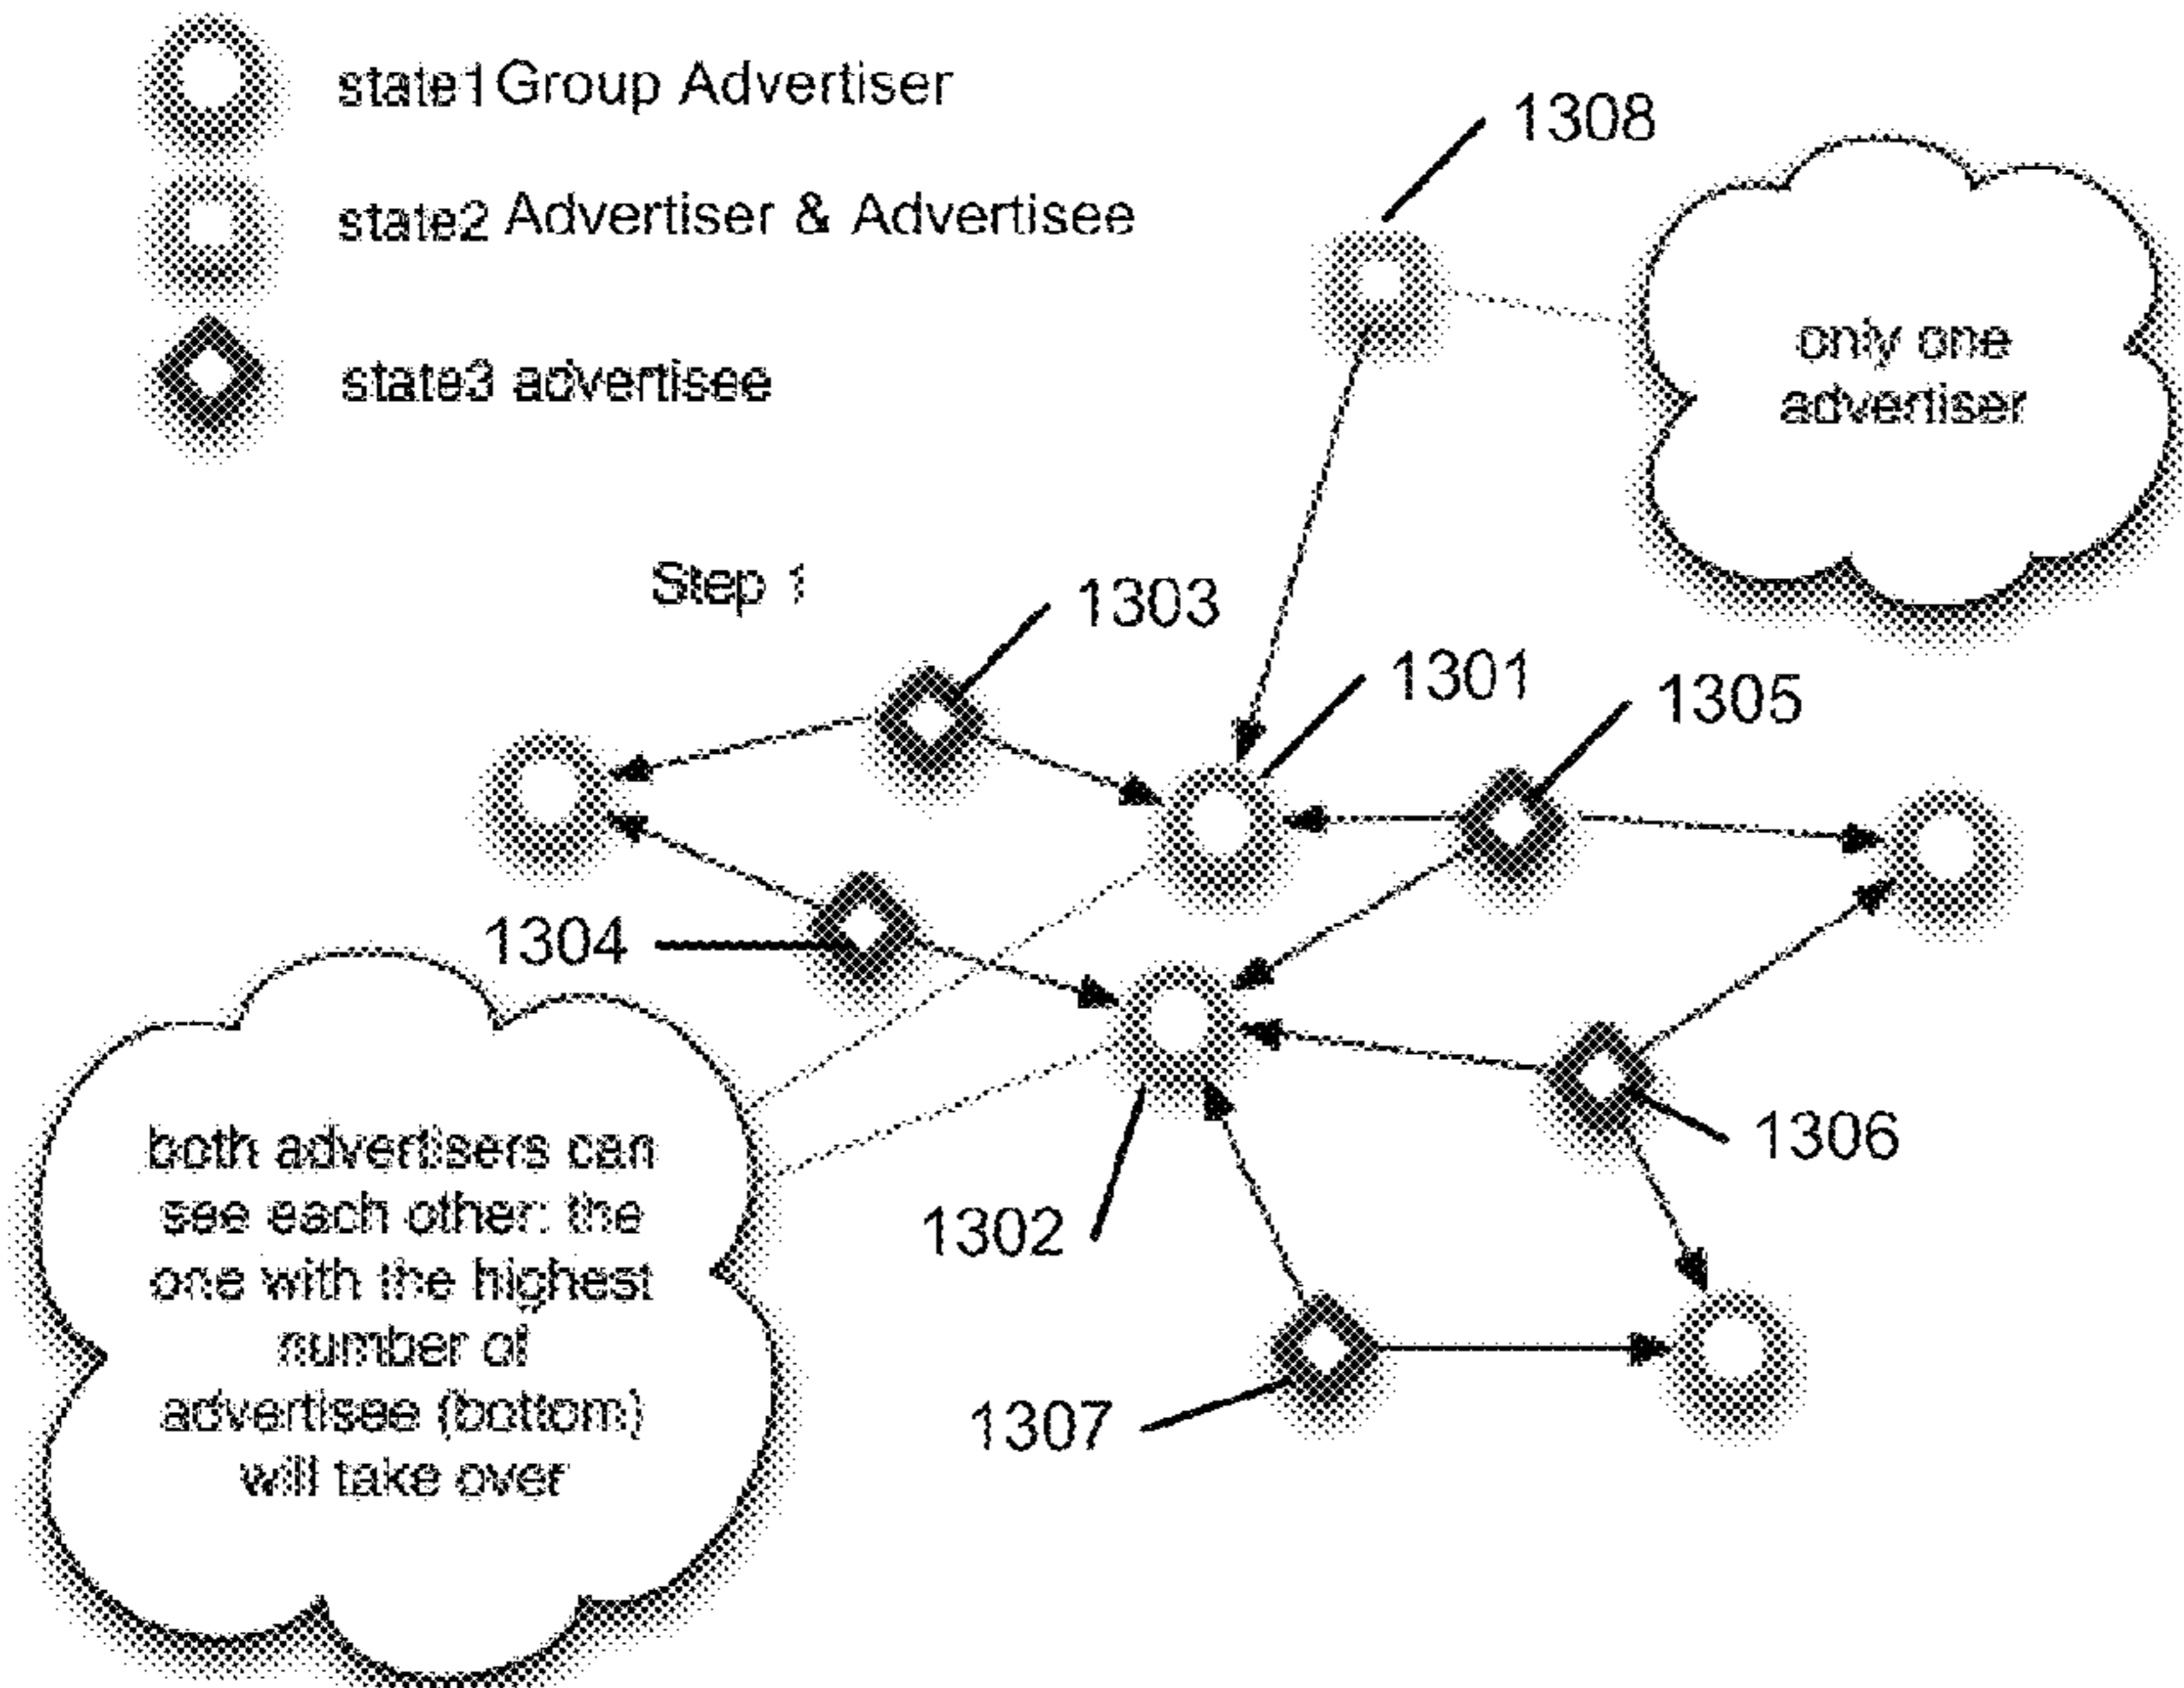 state1 Group Advertiser
1308
state2 Advertiser & Advertisee
only one
advertiser
state3 advertisee
Step 1
1303
1301
1305
1304
both advertisers can
see each other: the
one with the highest
number of
advertisee (bottom)
will take over
1302
1306
1307